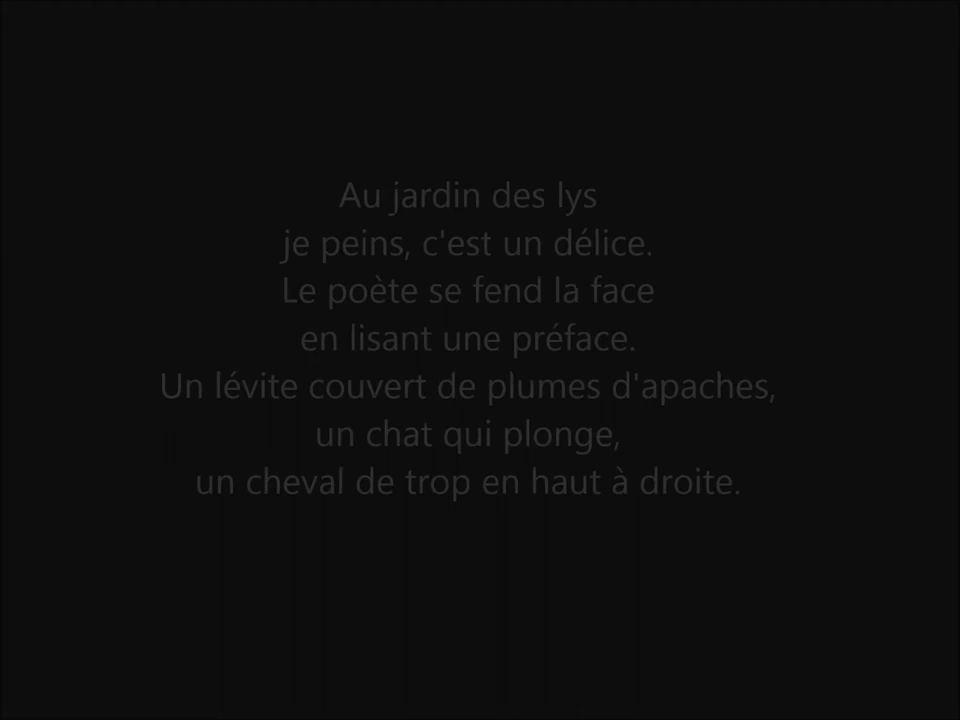 Au jardin des lys
je peins, c'est un délice.
Le poète se fend la face
en lisant une préface.
Un lévite couvert de plumes d'apaches,
un chat qui plonge,
un cheval de trop en haut à droite.